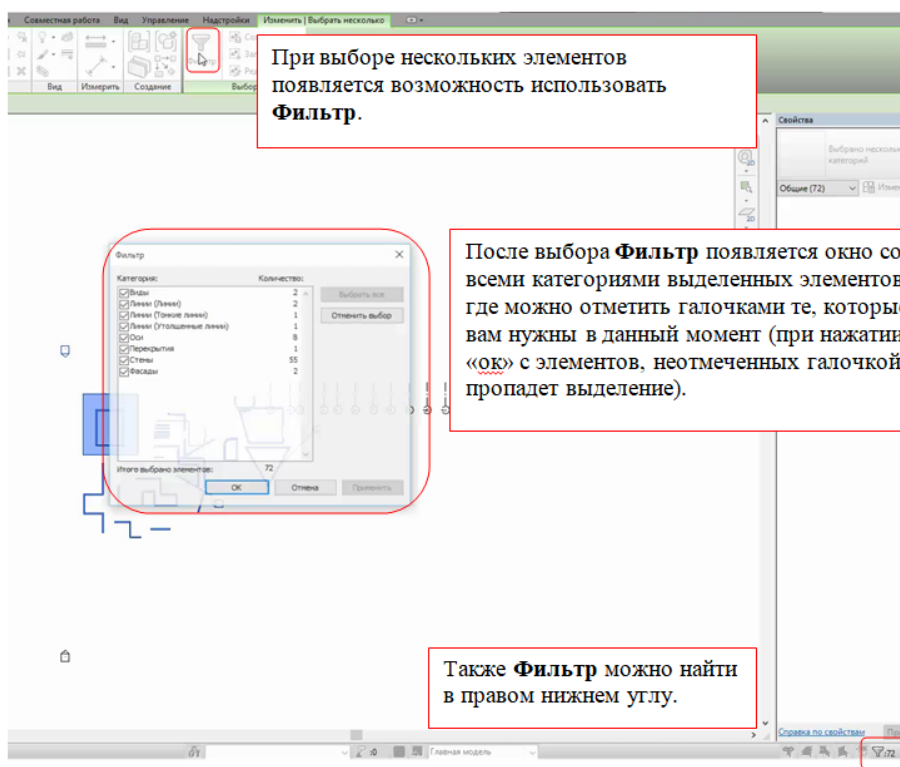 Совместная работа Вид Управление Надстройки Изменить | Выбрать несколько
Вид Измерить Создание Выбор
При выборе нескольких элементов
появляется возможность использовать
Фильтр.
Свойства
Выбрано несколь
категорий
Общие (72) Измен
После выбора Фильтр появляется окно со
всеми категориями выделенных элементов
где можно отметить галочками те, которые
вам нужны в данный момент (при нажатии
«ок» с элементов, неотмеченных галочкой
пропадет выделение).
Фильтр
Категория: Количество:
Виды 2
Линии (Линии) 2
Линии (Тонкие линии) 1
Линии (Утолщенные линии) 1
Оси 8
Перекрытия 1
Стены 55
Фасады 2
Выбрать все
Отменить выбор
Итого выбрано элементов: 72
OK Отмена Применить
Также Фильтр можно найти
в правом нижнем углу.
Справка по свойствам Пр
:0 Главная модель
:72